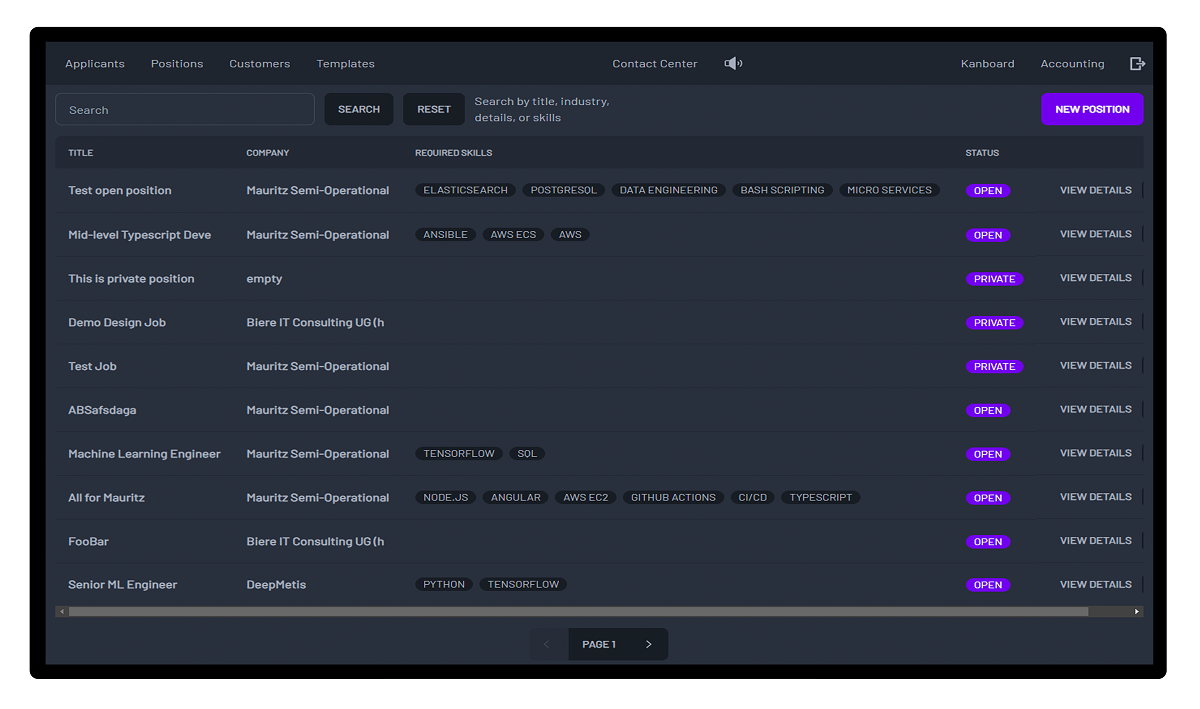 Applicants Positions Customers Templates Contact Center Kanboard Accounting
Search SEARCH RESET Search by title, industry,
details, or skills NEW POSITION
TITLE COMPANY REQUIRED SKILLS STATUS
Test open position Mauritz Semi-Operational ELASTICSEARCH POSTGRESQL DATA ENGINEERING BASH SCRIPTING MICRO SERVICES OPEN VIEW DETAILS
Mid-level Typescript Deve Mauritz Semi-Operational ANSIBLE AWS ECS AWS OPEN VIEW DETAILS
This is private position empty PRIVATE VIEW DETAILS
Demo Design Job Biere IT Consulting UG (h PRIVATE VIEW DETAILS
Test Job Mauritz Semi-Operational PRIVATE VIEW DETAILS
ABSafsdaga Mauritz Semi-Operational OPEN VIEW DETAILS
Machine Learning Engineer Mauritz Semi-Operational TENSORFLOW SQL OPEN VIEW DETAILS
All for Mauritz Mauritz Semi-Operational NODE.JS ANGULAR AWS EC2 GITHUB ACTIONS CI/CD TYPESCRIPT OPEN VIEW DETAILS
FooBar Biere IT Consulting UG (h OPEN VIEW DETAILS
Senior ML Engineer DeepMetis PYTHON TENSORFLOW OPEN VIEW DETAILS
< PAGE 1 >